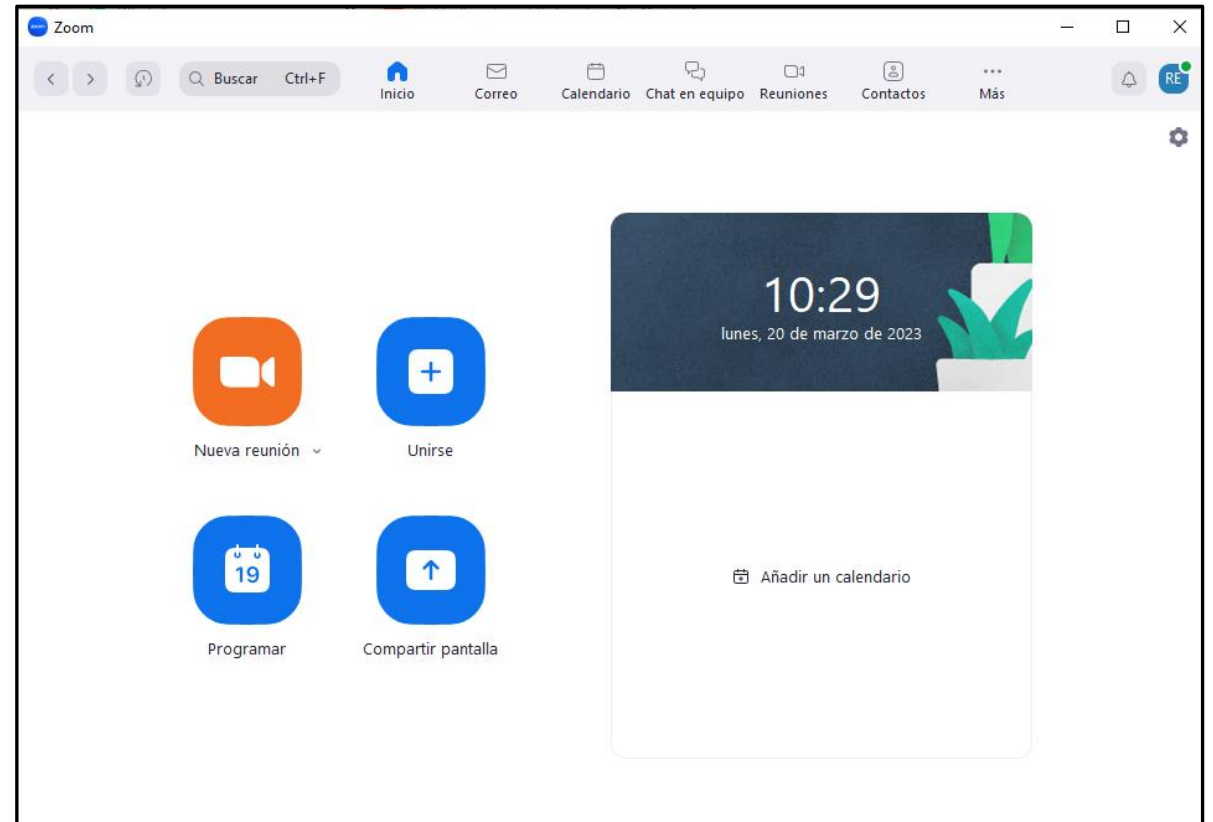 Zoom
Buscar Ctrl+F
Inicio
Correo
Calendario
Chat en equipo
Reuniones
Contactos
Más
RE
10:29
lunes, 20 de marzo de 2023
Nueva reunión
Unirse
19
Programar
Compartir pantalla
Añadir un calendario